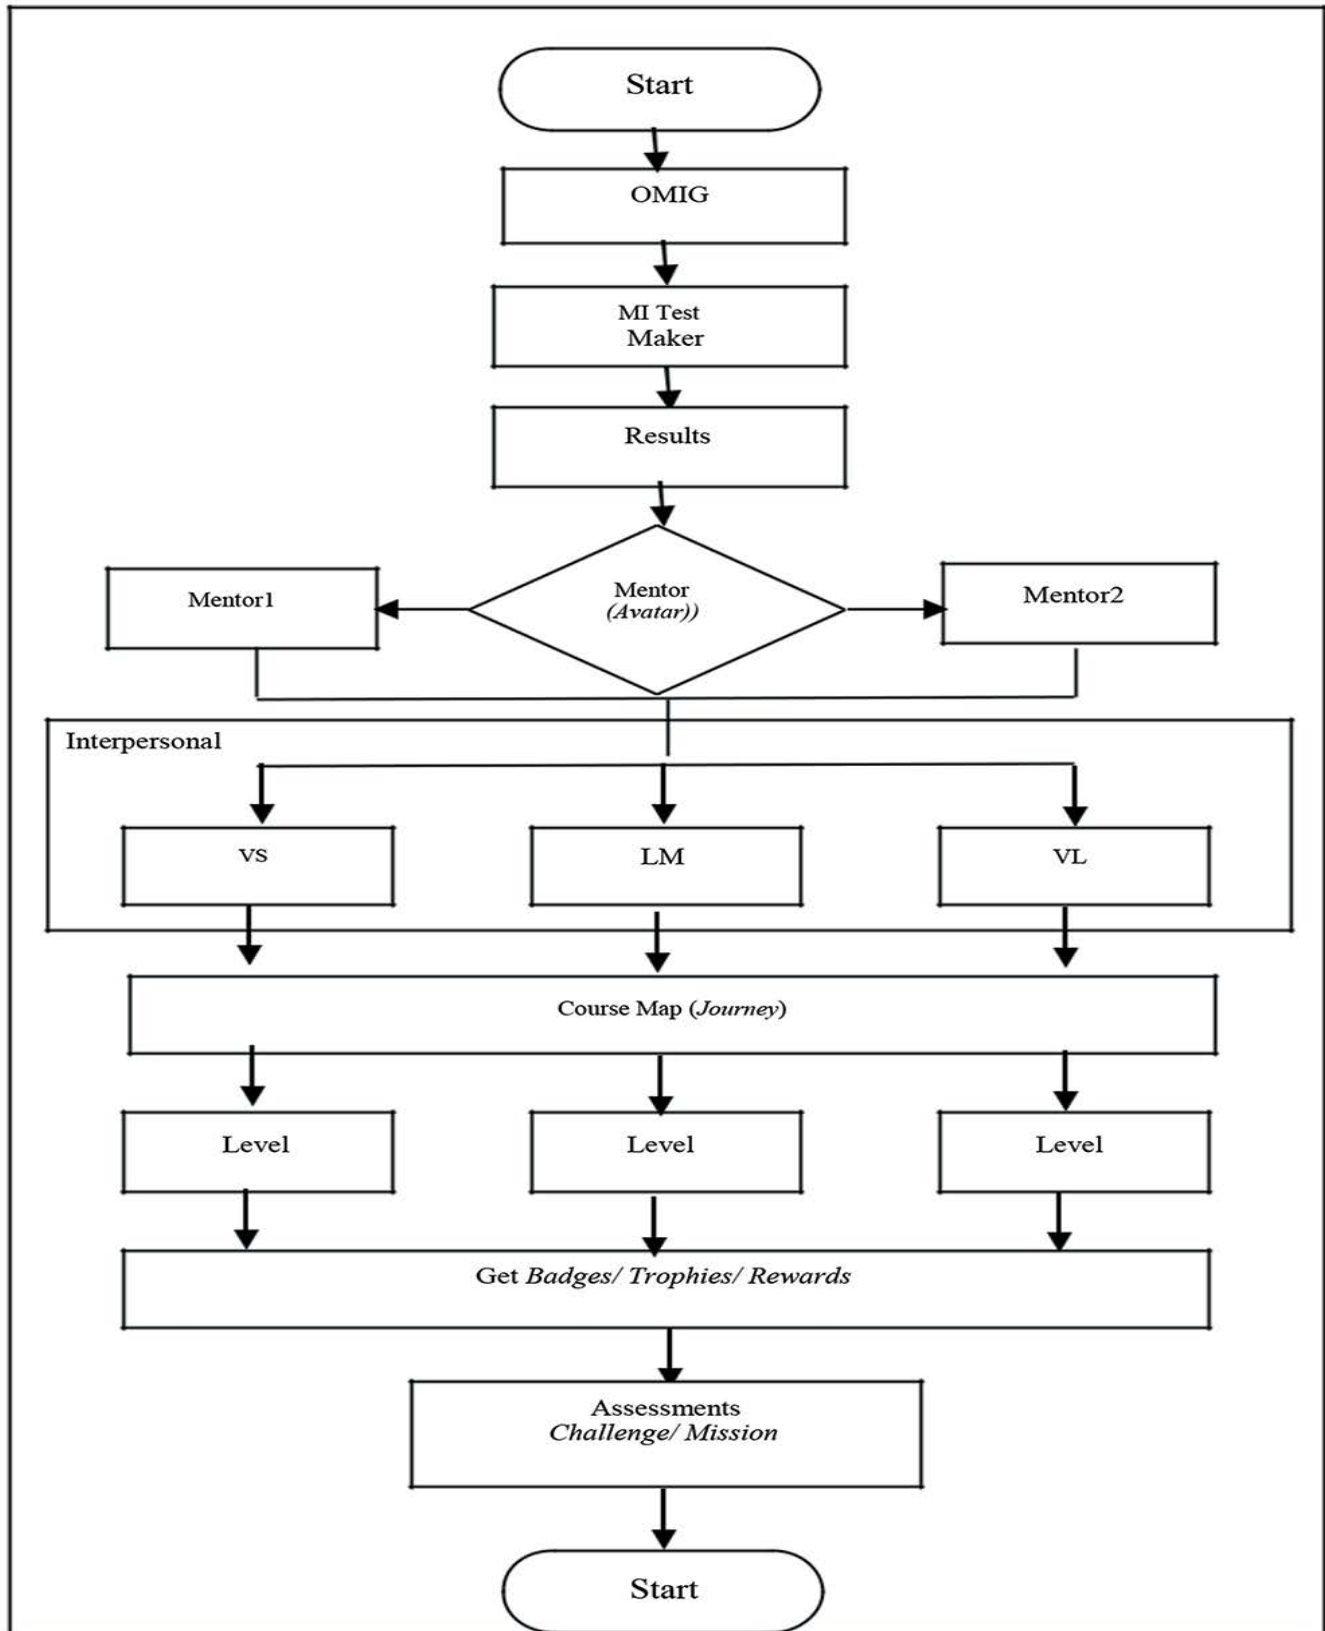 Start
OMIG
MI Test
Maker
Results
Mentor
(Avatar))
Mentor1
Mentor2
Interpersonal
VS
LM
VL
Course Map (Journey)
Level
Level
Level
Get Badges/ Trophies/ Rewards
Assessments
Challenge/ Mission
Start